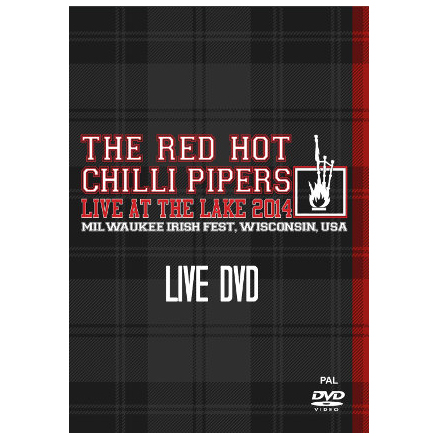 THE RED HOT
CHILLI PIPERS
LIVE AT THE LAKE 2014
MILWAUKEE IRISH FEST, WISCONSIN, USA
LIVE DVD
PAL
DVD
VIDEO